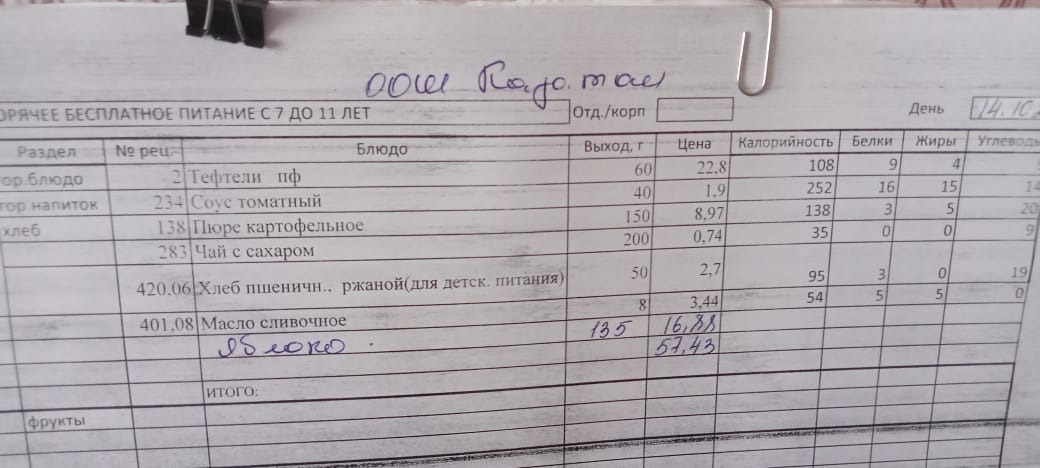 ООШ
ОРЯЧЕЕ БЕСПЛАТНОЕ ПИТАНИЕ С 7 ДО 11 ЛЕТ Отд./корп День 14.10.
Раздел № рец. Блюдо Выход, г Цена Калорийность Белки Жиры Углеводы
гор.блюдо 2 Тефтели пф 60 22,8 108 9 4
гор.напиток 234 Соус томатный 40 1,9 252 16 15 14
хлеб 138 Пюре картофельное 150 8,97 138 3 5 20
283 Чай с сахаром 200 0,74 35 0 0 9
420.06 Хлеб пшеничн.. ржаной(для детск. питания) 50 2,7 95 3 0 19
401,08 Масло сливочное 8 3,44 54 5 5 0
Яблоко . 135 16,88
57,43
ИТОГО:
фрукты